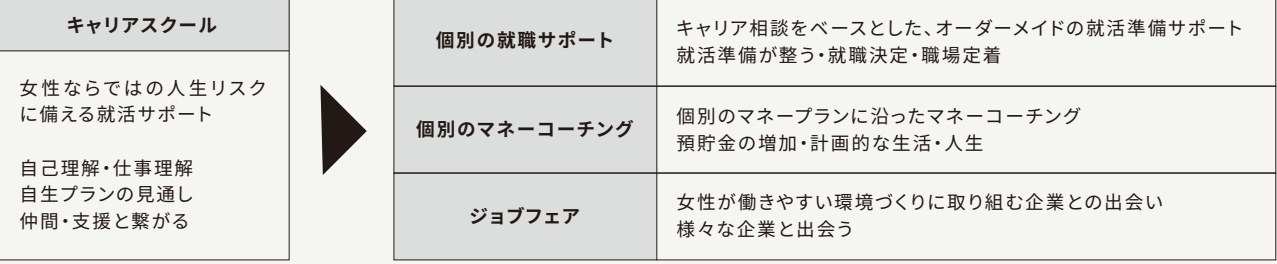 キャリアスクール
女性ならではの人生リスク
に備える就活サポート
自己理解・仕事理解
自生プランの見通し
仲間・支援と繋がる
個別の就職サポート
キャリア相談をベースとした、オーダーメイドの就活準備サポート
就活準備が整う・就職決定・職場定着
個別のマネーコーチング
個別のマネープランに沿ったマネーコーチング
預貯金の増加・計画的な生活・人生
ジョブフェア
女性が働きやすい環境づくりに取り組む企業との出会い
様々な企業と出会う